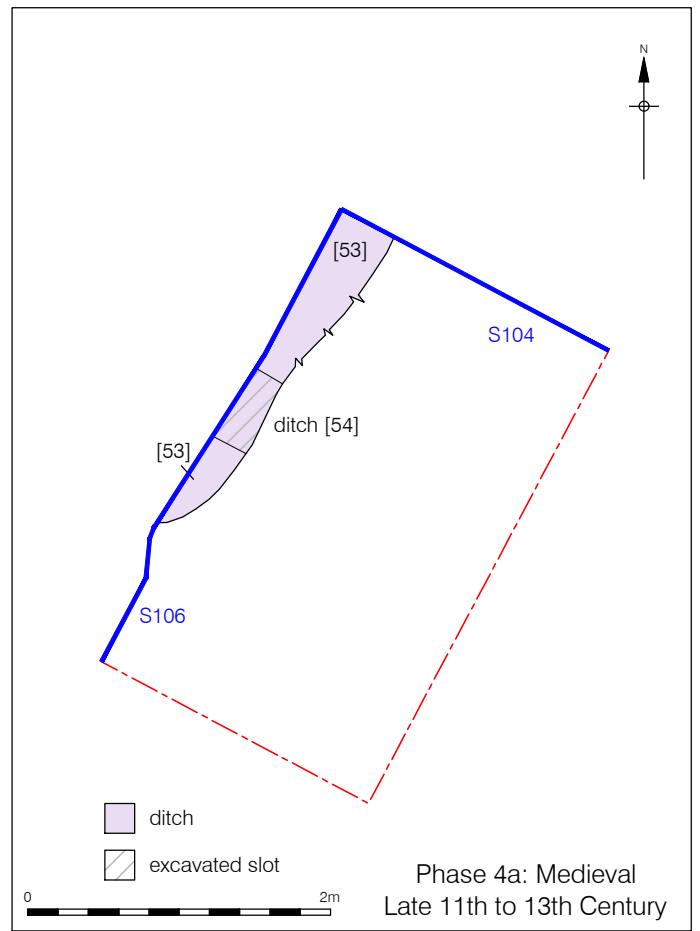 N
[53]
S104
ditch [54]
[53]
S106
ditch
excavated slot
Phase 4a: Medieval
Late 11th to 13th Century
0 2m